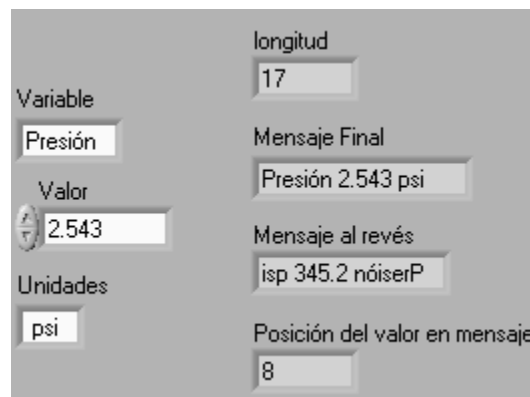 Variable
Presión
Valor
2.543
Unidades
psi
longitud
17
Mensaje Final
Presión 2.543 psi
Mensaje al revés
isp 345.2 nóiserP
Posición del valor en mensaje
8